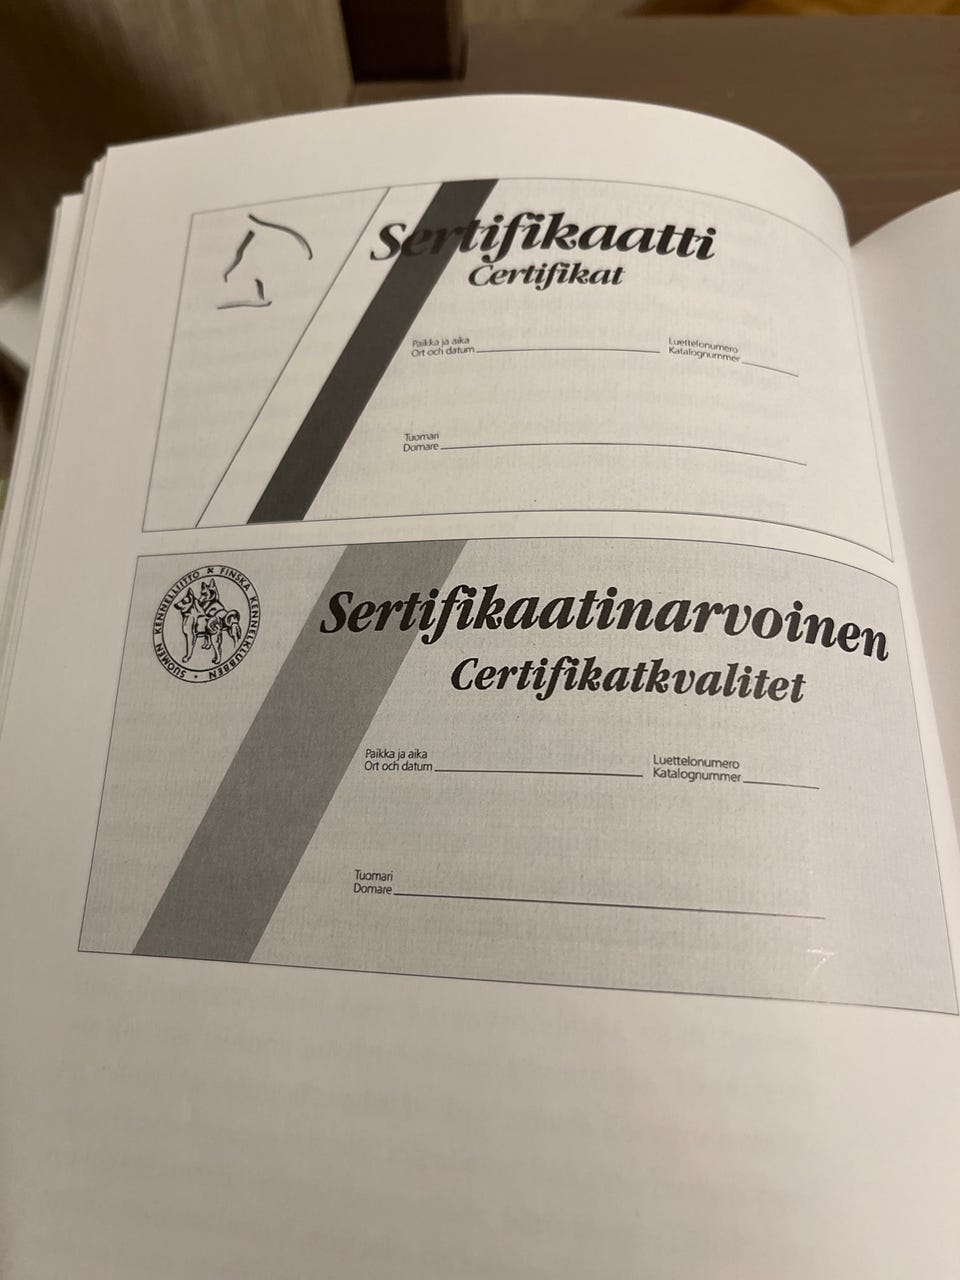 Sertifikaatti
Certifikat
Paikka ja aika
Ort och datum
Luettelonumero
Katalognummer
Tuomari
Domare
SUOMEN KENNELLIITTO FINSKA KENNELKLUBBEN
Sertifikaatinarvoinen
Certifikatkvalitet
Paikka ja aika
Ort och datum
Luettelonumero
Katalognummer
Tuomari
Domare